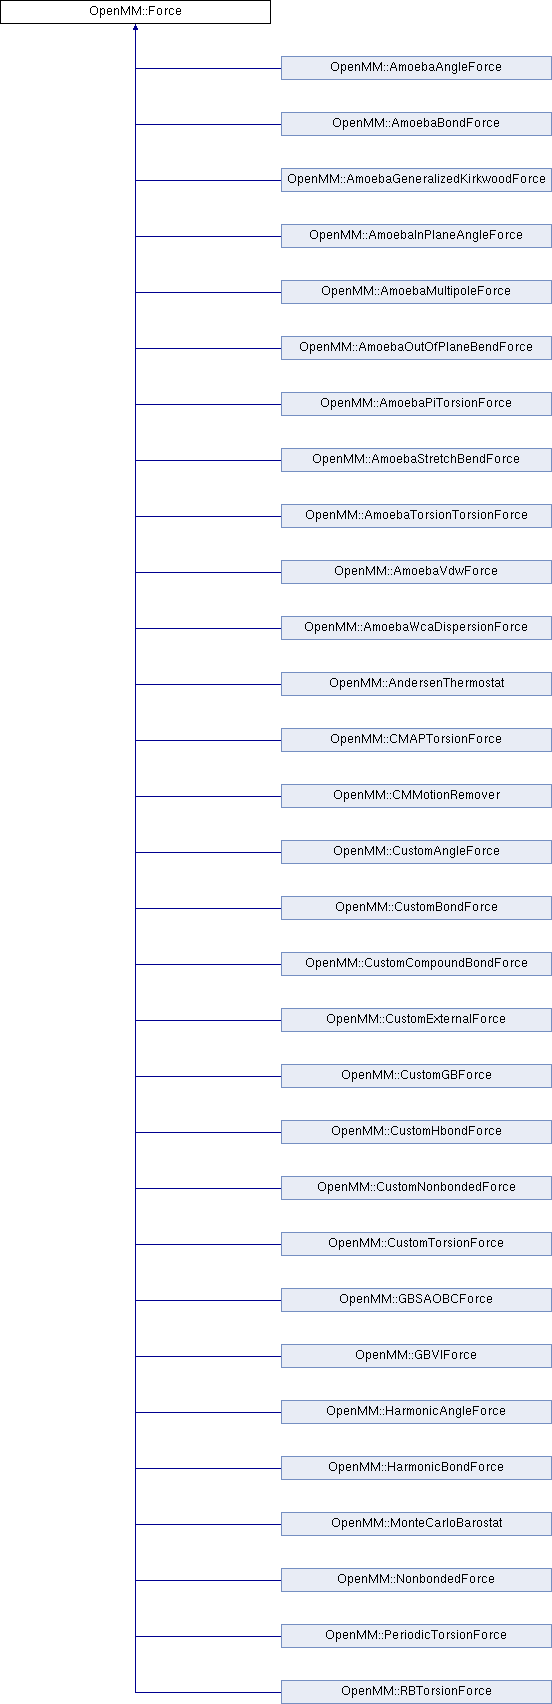 OpenMM::Force
OpenMM::AmoebaAngleForce
OpenMM::AmoebaBondForce
OpenMM::AmoebaGeneralizedKirkwoodForce
OpenMM::AmoebaInPlaneAngleForce
OpenMM::AmoebaMultipoleForce
OpenMM::AmoebaOutOfPlaneBendForce
OpenMM::AmoebaPiTorsionForce
OpenMM::AmoebaStretchBendForce
OpenMM::AmoebaTorsionTorsionForce
OpenMM::AmoebaVdwForce
OpenMM::AmoebaWcaDispersionForce
OpenMM::AndersenThermostat
OpenMM::CMAPTorsionForce
OpenMM::CMMotionRemover
OpenMM::CustomAngleForce
OpenMM::CustomBondForce
OpenMM::CustomCompoundBondForce
OpenMM::CustomExternalForce
OpenMM::CustomGBForce
OpenMM::CustomHbondForce
OpenMM::CustomNonbondedForce
OpenMM::CustomTorsionForce
OpenMM::GBSAOBCForce
OpenMM::GBVIForce
OpenMM::HarmonicAngleForce
OpenMM::HarmonicBondForce
OpenMM::MonteCarloBarostat
OpenMM::NonbondedForce
OpenMM::PeriodicTorsionForce
OpenMM::RBTorsionForce